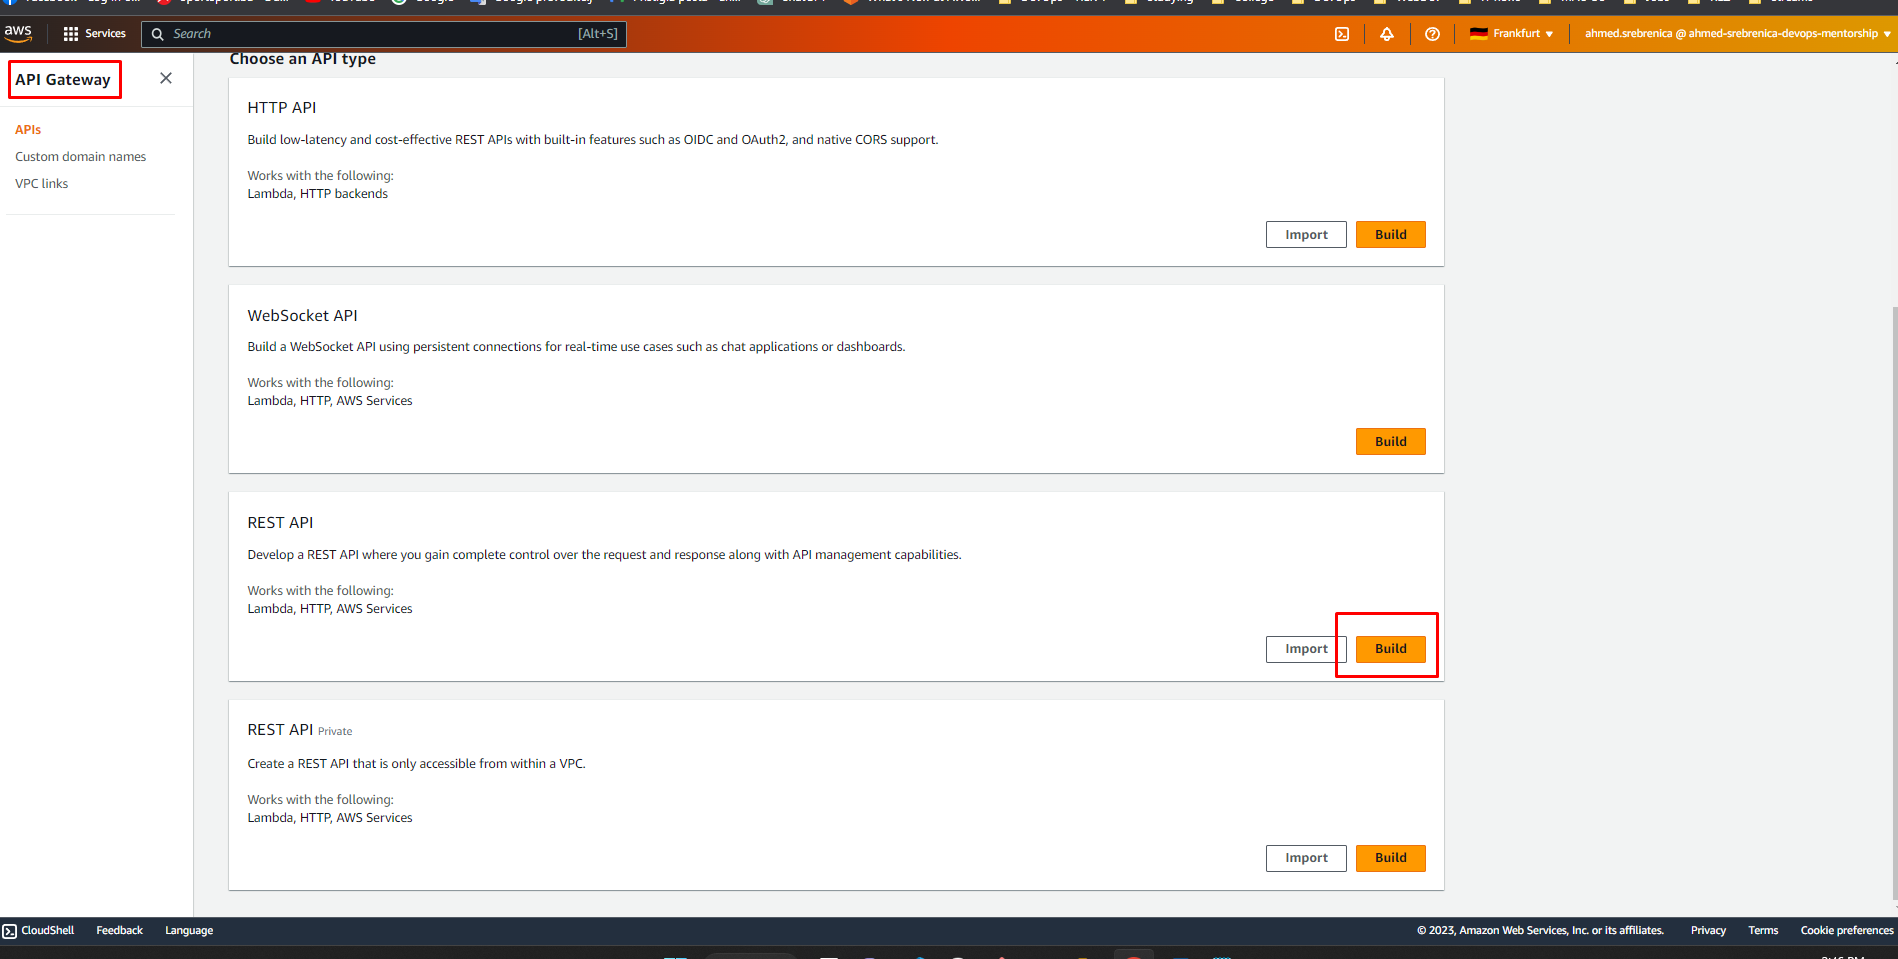 aws
Services
Search
[Alt+S]
Frankfurt
ahmed.srebrenica @ ahmed-srebrenica-devops-mentorship
API Gateway
APIs
Custom domain names
VPC links
Choose an API type
HTTP API
Build low-latency and cost-effective REST APIs with built-in features such as OIDC and OAuth2, and native CORS support.
Works with the following:
Lambda, HTTP backends
Import
Build
WebSocket API
Build a WebSocket API using persistent connections for real-time use cases such as chat applications or dashboards.
Works with the following:
Lambda, HTTP, AWS Services
Build
REST API
Develop a REST API where you gain complete control over the request and response along with API management capabilities.
Works with the following:
Lambda, HTTP, AWS Services
Import
Build
REST API Private
Create a REST API that is only accessible from within a VPC.
Works with the following:
Lambda, HTTP, AWS Services
Import
Build
CloudShell
Feedback
Language
© 2023, Amazon Web Services, Inc. or its affiliates.
Privacy
Terms
Cookie preferences